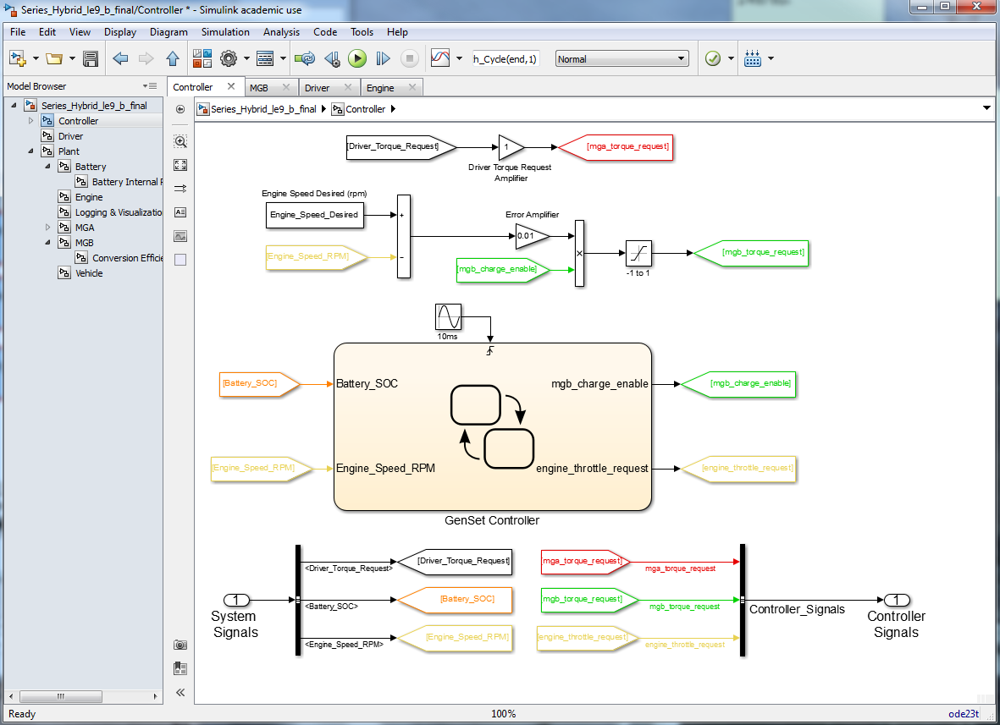 Series_Hybrid_le9_b_final/Controller * - Simulink academic use
File Edit View Display Diagram Simulation Analysis Code Tools Help
h_Cycle(end,1) Normal
Model Browser
Controller MGB Driver Engine
Series_Hybrid_le9_b_final Controller
Series_Hybrid_le9_b_final
Controller
Driver
Plant
Battery
Battery Internal
Engine
Logging & Visualizatio
MGA
MGB
Conversion Efficie
Vehicle
[Driver_Torque_Request] 1 [mga_torque_request]
Driver Torque Request
Amplifier
Engine Speed Desired (rpm)
Engine_Speed_Desired +
[Engine_Speed_RPM] -
Error Amplifier
0.01
[mgb_charge_enable] ×
-1 to 1
[mgb_torque_request]
10ms
[Battery_SOC] Battery_SOC mgb_charge_enable [mgb_charge_enable]
[Engine_Speed_RPM] Engine_Speed_RPM engine_throttle_request [engine_throttle_request]
GenSet Controller
1
System
Signals
[Driver_Torque_Request]
<Driver_Torque_Request>
[Battery_SOC]
<Battery_SOC>
[Engine_Speed_RPM]
<Engine_Speed_RPM>
[mga_torque_request]
mga_torque_request
[mgb_torque_request]
mgb_torque_request
[engine_throttle_request]
engine_throttle_request
Controller_Signals
1
Controller
Signals
Ready 100% ode23t